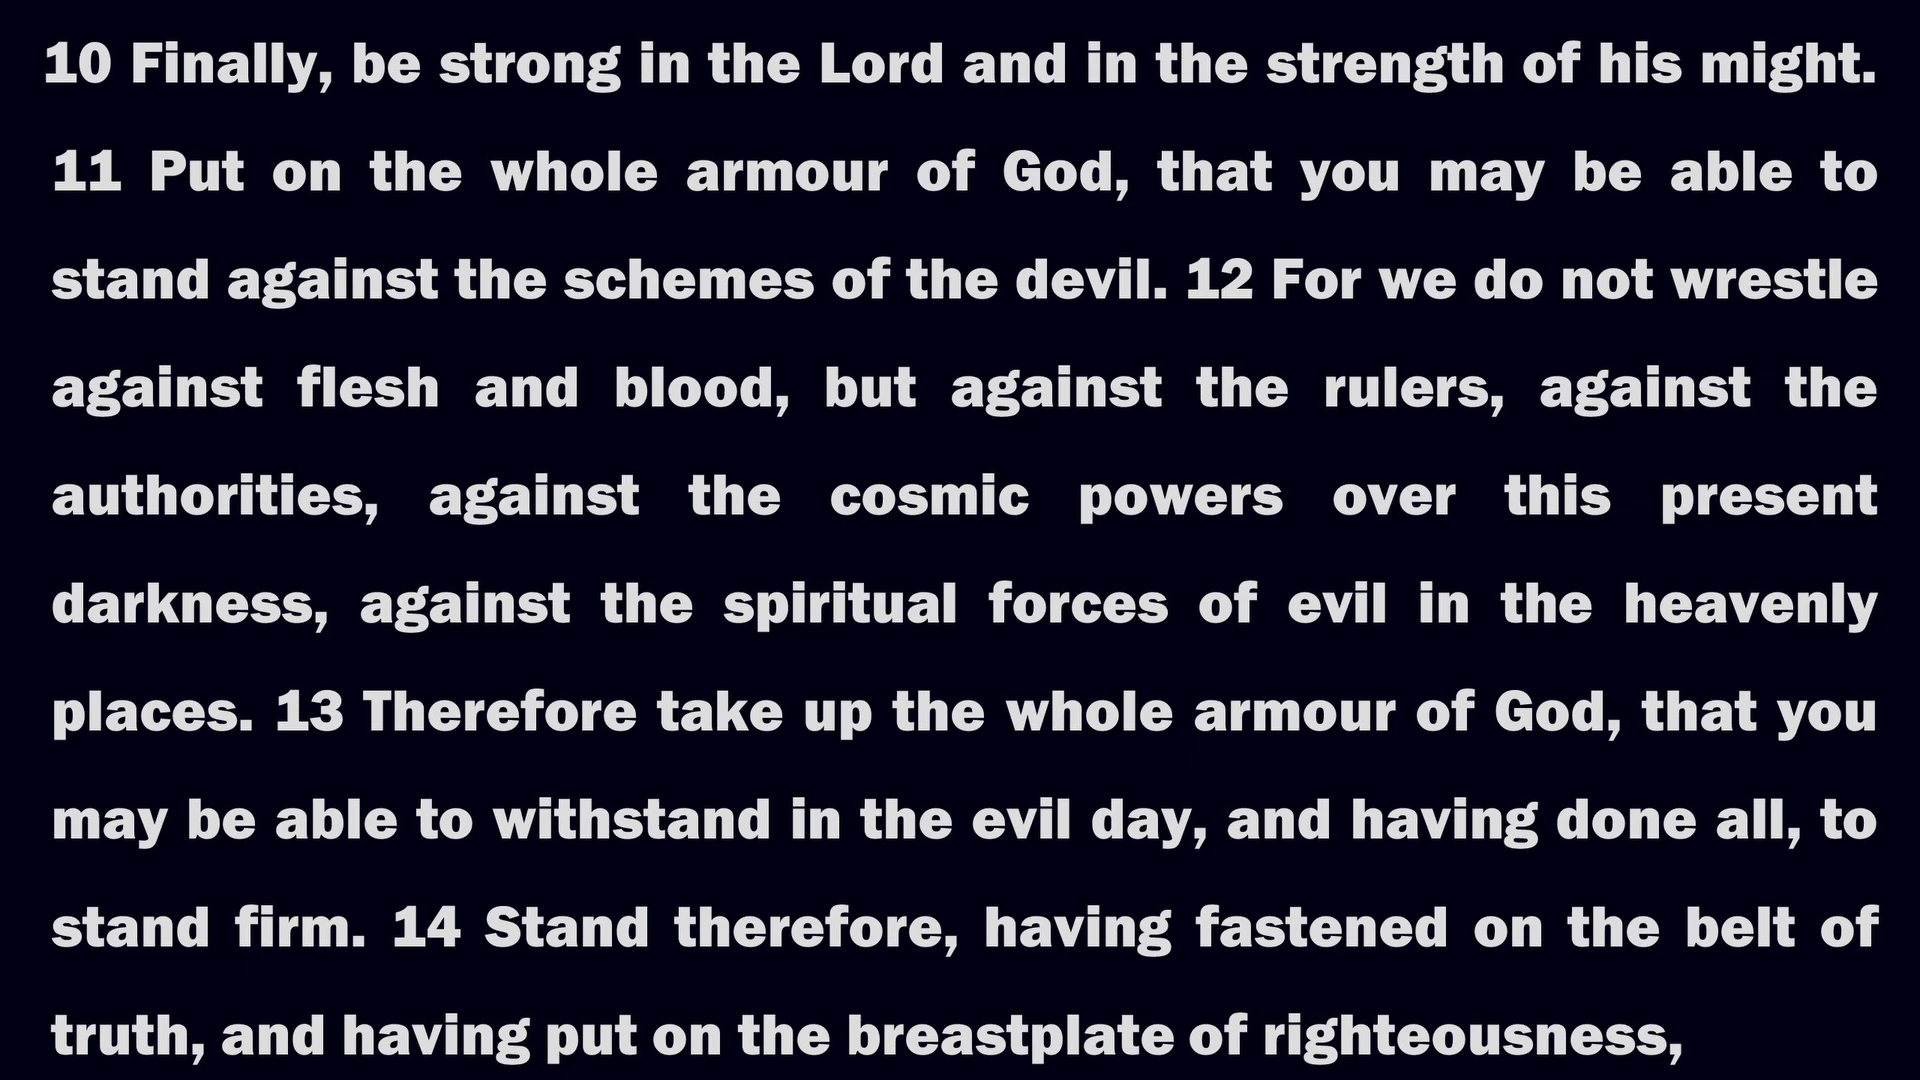 10 Finally, be strong in the Lord and in the strength of his might.
11 Put on the whole armour of God, that you may be able to
stand against the schemes of the devil. 12 For we do not wrestle
against flesh and blood, but against the rulers, against the
authorities, against the cosmic powers over this present
darkness, against the spiritual forces of evil in the heavenly
places. 13 Therefore take up the whole armour of God, that you
may be able to withstand in the evil day, and having done all, to
stand firm. 14 Stand therefore, having fastened on the belt of
truth, and having put on the breastplate of righteousness,